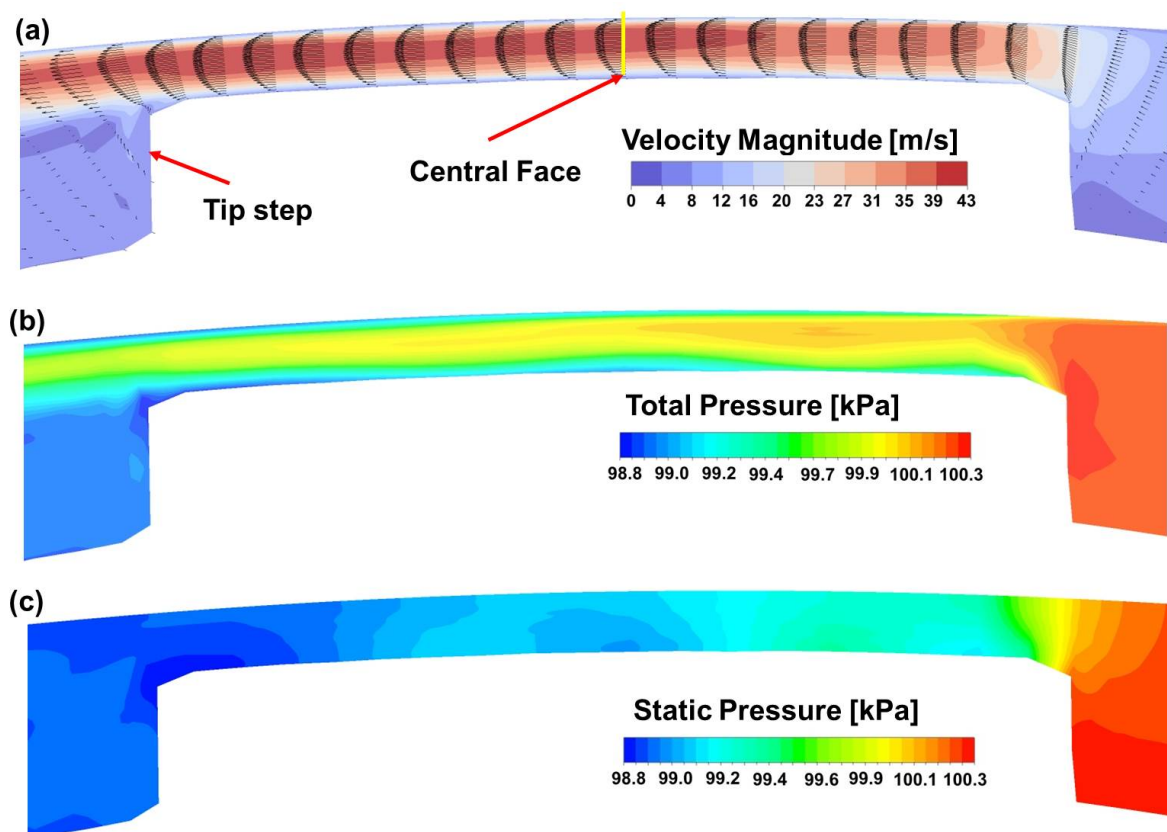 (a)
Velocity Magnitude [m/s]
Central Face
0 4 8 12 16 20 23 27 31 35 39 43
Tip step
(b)
Total Pressure [kPa]
98.8 99.0 99.2 99.4 99.7 99.9 100.1 100.3
(c)
Static Pressure [kPa]
98.8 99.0 99.2 99.4 99.6 99.9 100.1 100.3